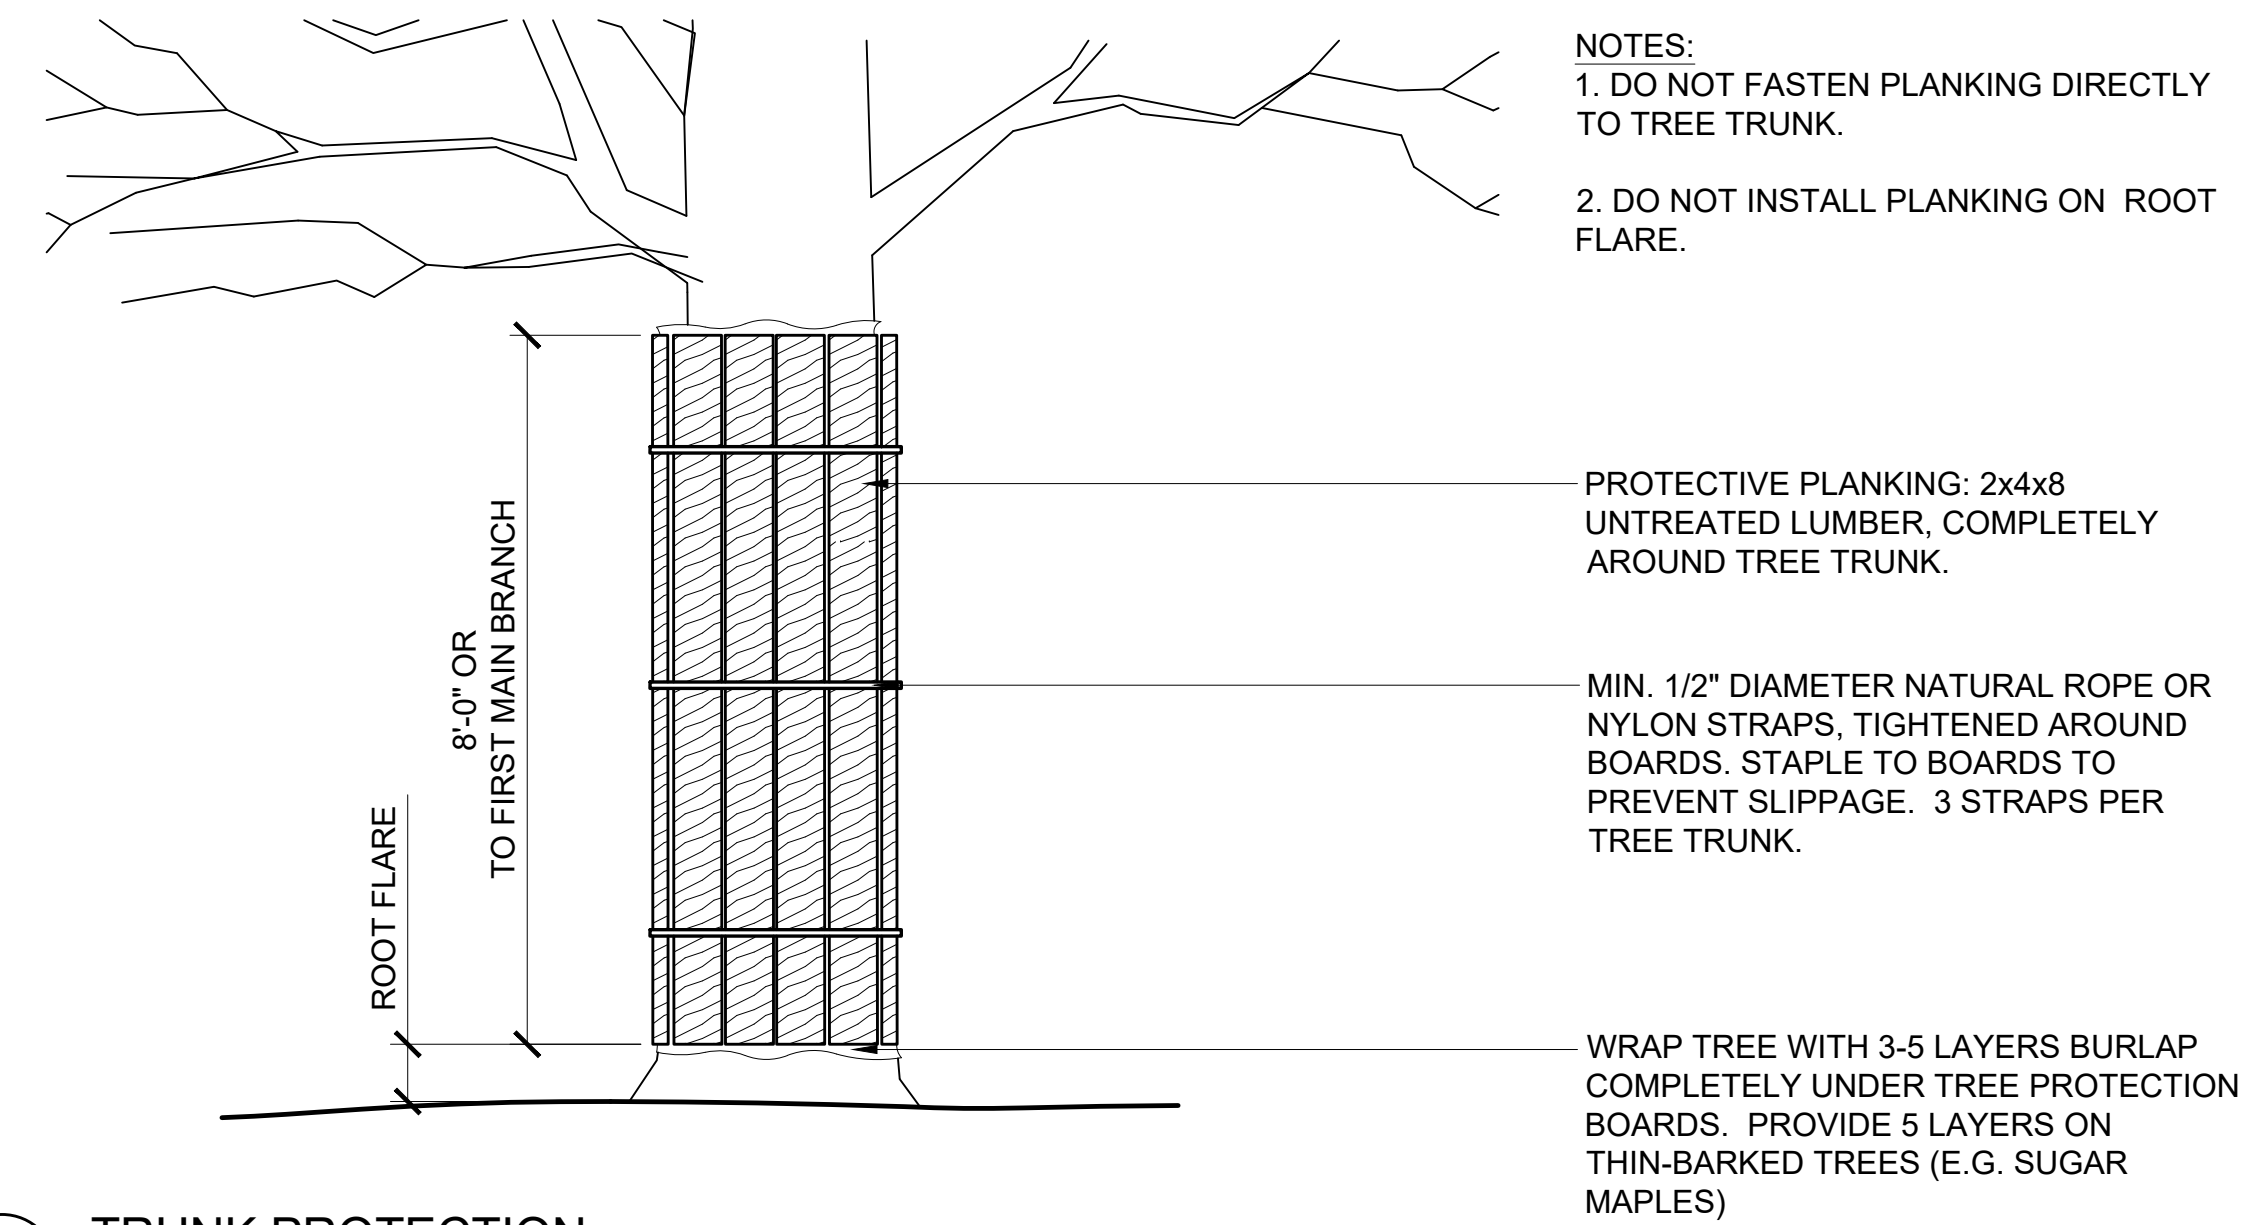 NOTES:
1. DO NOT FASTEN PLANKING DIRECTLY
TO TREE TRUNK.
2. DO NOT INSTALL PLANKING ON  ROOT
FLARE.
PROTECTIVE PLANKING: 2x4x8
UNTREATED LUMBER, COMPLETELY
AROUND TREE TRUNK.
MIN. 1/2" DIAMETER NATURAL ROPE OR
NYLON STRAPS, TIGHTENED AROUND
BOARDS. STAPLE TO BOARDS TO
PREVENT SLIPPAGE.  3 STRAPS PER
TREE TRUNK.
WRAP TREE WITH 3-5 LAYERS BURLAP
COMPLETELY UNDER TREE PROTECTION
BOARDS.  PROVIDE 5 LAYERS ON
THIN-BARKED TREES (E.G. SUGAR
MAPLES)
8'-0" OR
TO FIRST MAIN BRANCH
ROOT FLARE
TRUNK PROTECTION